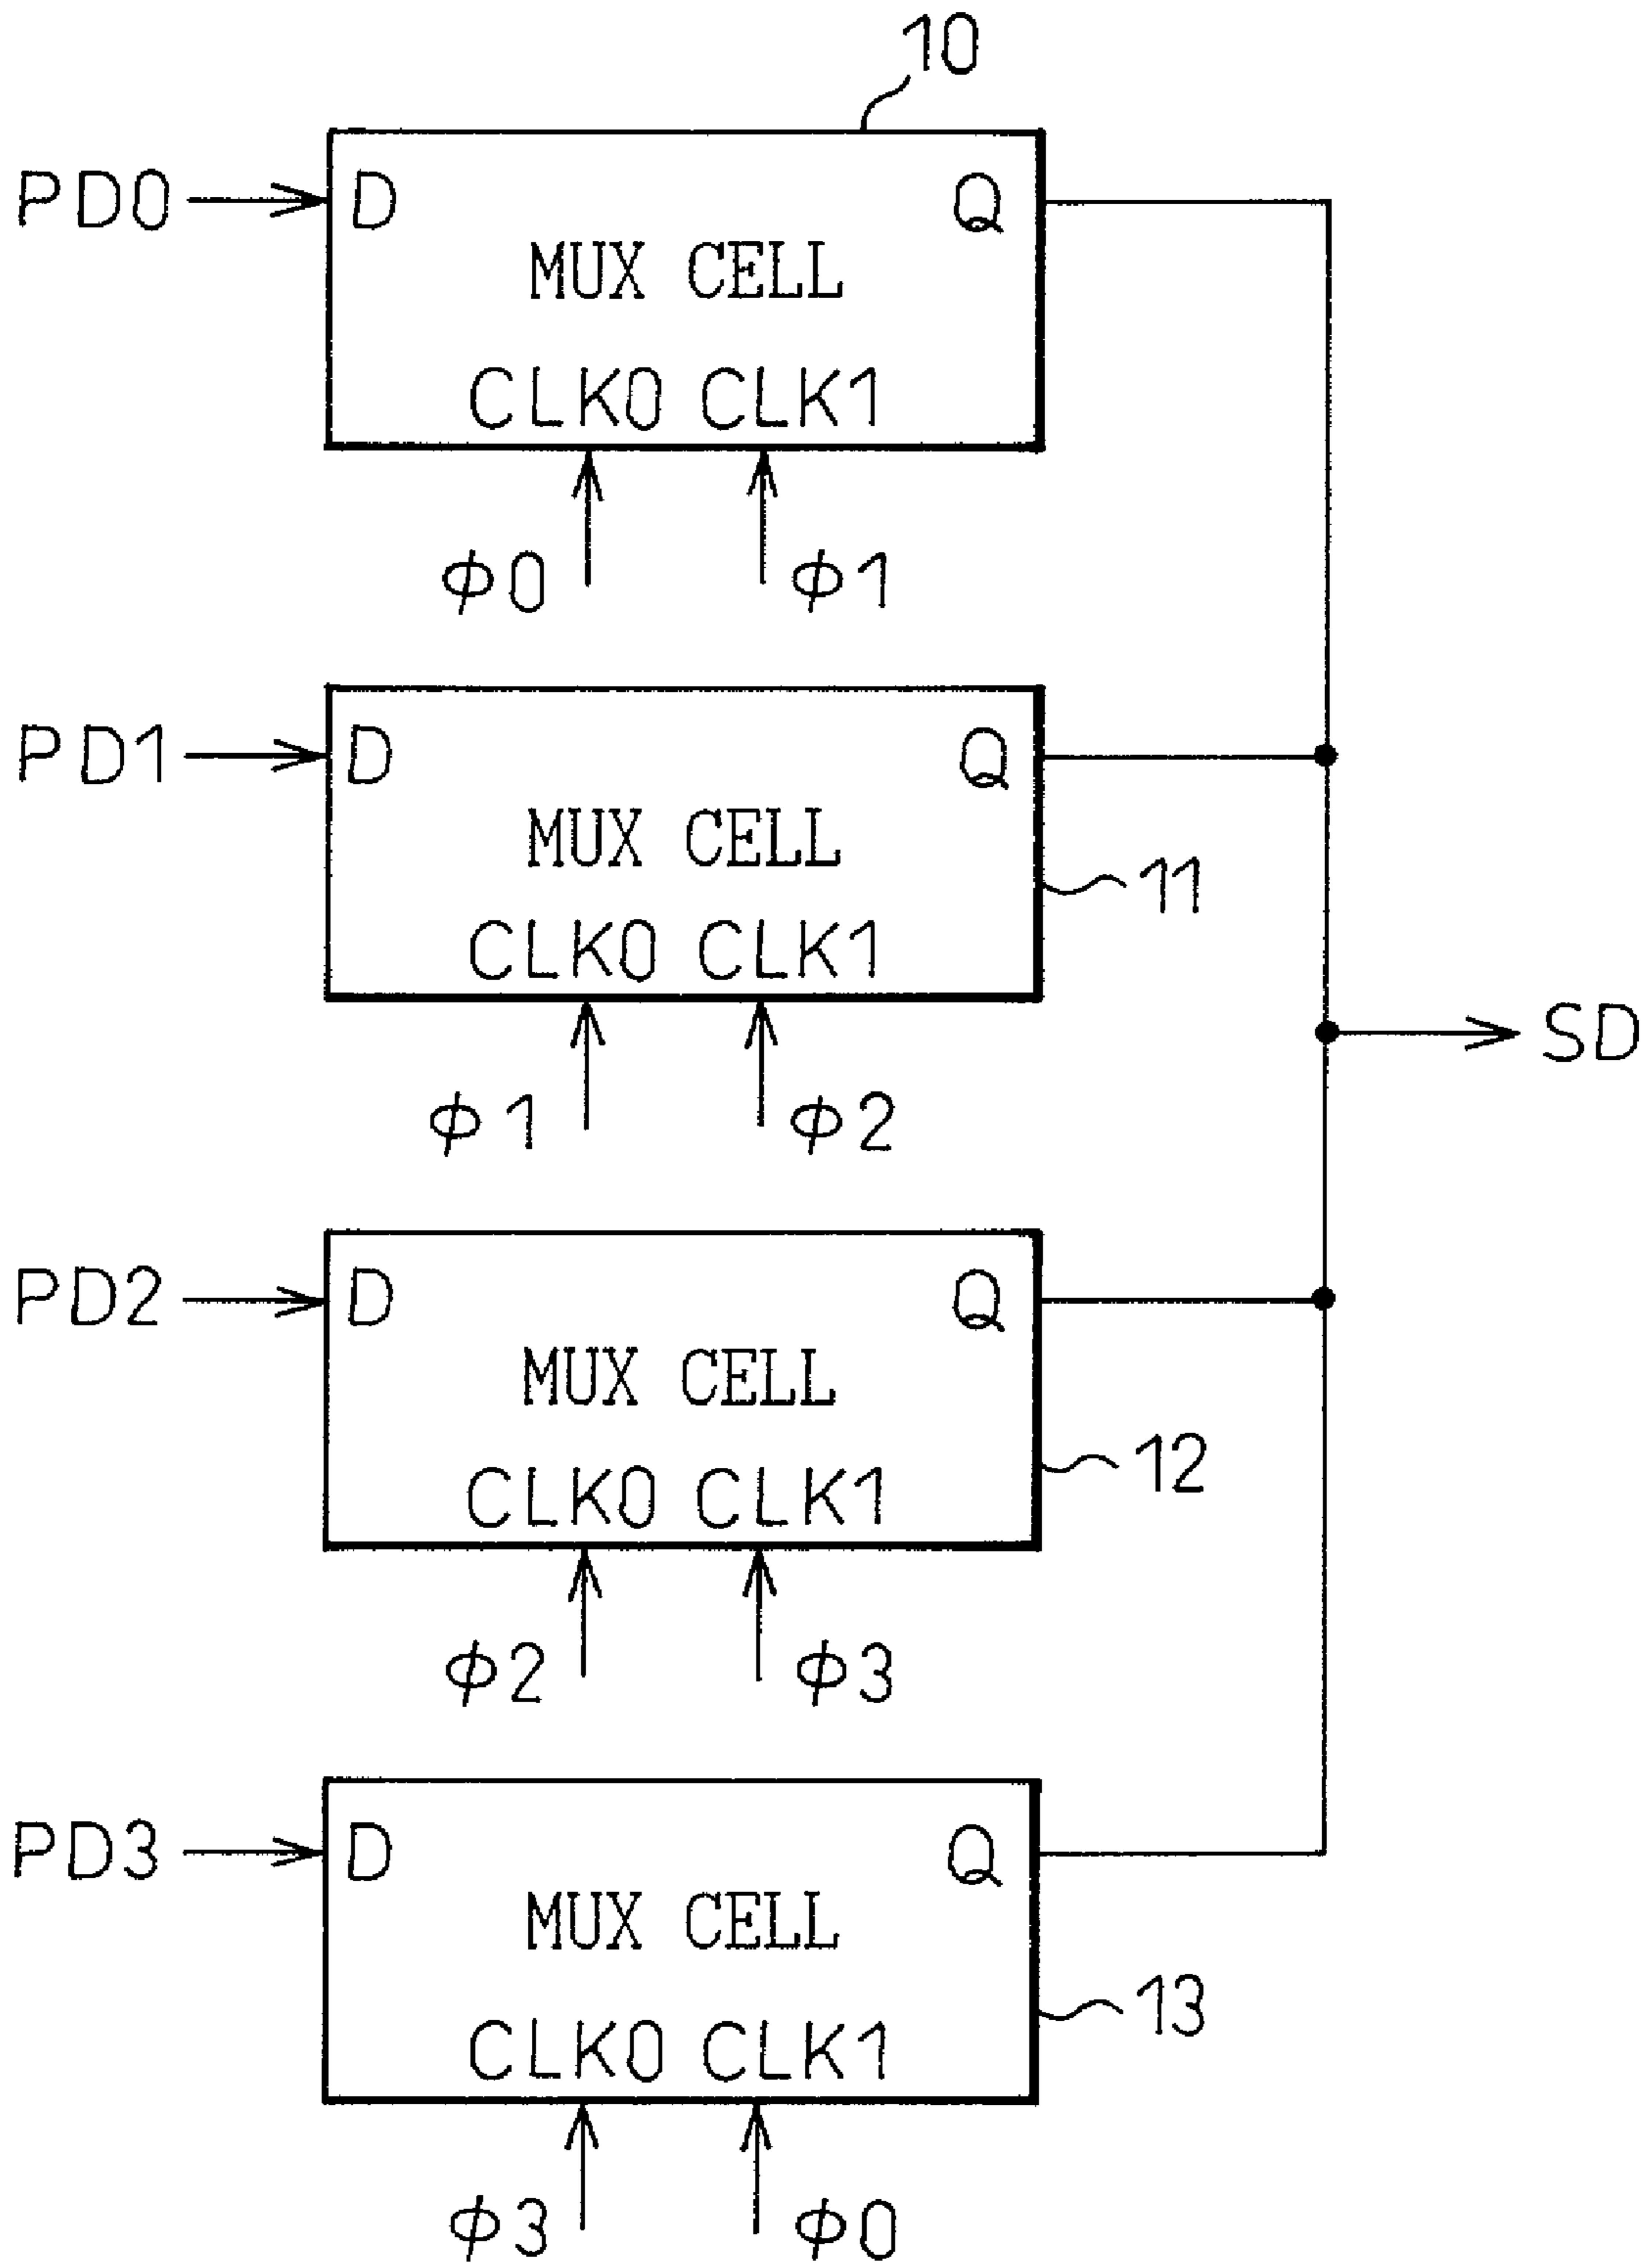 10
PD0 D Q
MUX CELL
CLK0 CLK1
Φ0 Φ1
PD1 D Q
MUX CELL
11
CLK0 CLK1
SD
Φ1 Φ2
PD2 D Q
MUX CELL
12
CLK0 CLK1
Φ2 Φ3
PD3 D Q
MUX CELL
13
CLK0 CLK1
Φ3 Φ0